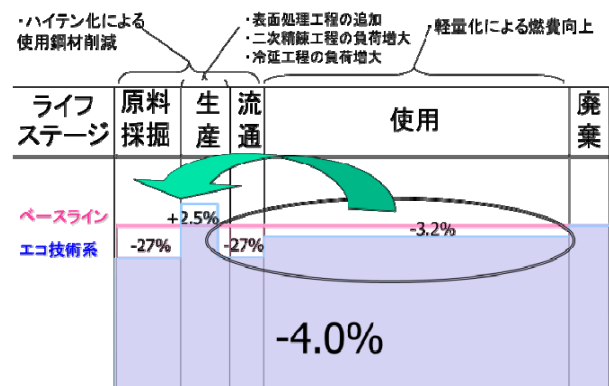 ・ハイテン化による
使用鋼材削減
・表面処理工程の追加
・二次精錬工程の負荷増大
・冷延工程の負荷増大
・軽量化による燃費向上
ライフ
ステージ
原料
採掘
生
産
流
通
使用
廃
棄
ベースライン
+2.5%
-3.2%
エコ技術系
-27%
-27%
-4.0%